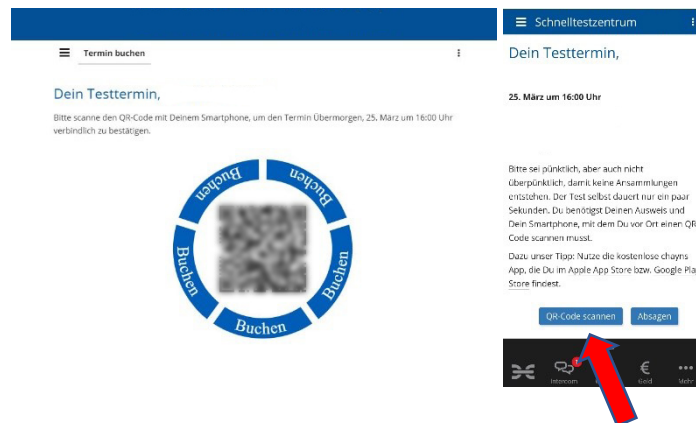 Termin buchen
Dein Testtermin,
Bitte scanne den QR-Code mit Deinem Smartphone, um den Termin Übermorgen, 25. März um 16:00 Uhr
verbindlich zu bestätigen.
Buchen
Buchen
Buchen
Buchen
Buchen
Schnelltestzentrum
Dein Testtermin,
25. März um 16:00 Uhr
Bitte sei pünktlich, aber auch nicht
überpünktlich, damit keine Ansammlungen
entstehen. Der Test selbst dauert nur ein paar
Sekunden. Du benötigst Deinen Ausweis und
Dein Smartphone, mit dem Du vor Ort einen QR
Code scannen musst.
Dazu unser Tipp: Nutze die kostenlose chayns
App, die Du im Apple App Store bzw. Google Pla
Store findest.
QR-Code scannen Absagen
Intercom Geld Mehr